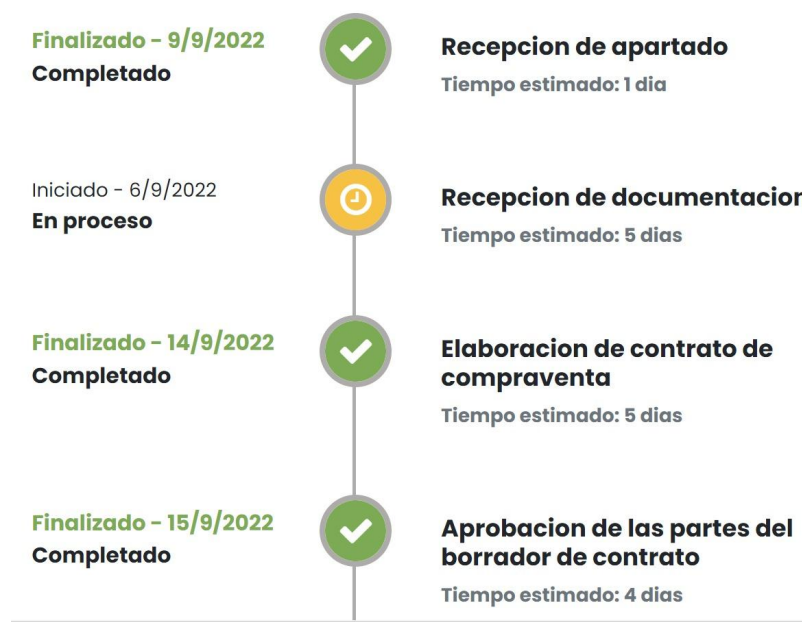 Finalizado - 9/9/2022
Completado
Recepcion de apartado
Tiempo estimado: 1 dia
Iniciado - 6/9/2022
En proceso
Recepcion de documentacion
Tiempo estimado: 5 dias
Finalizado - 14/9/2022
Completado
Elaboracion de contrato de
compraventa
Tiempo estimado: 5 dias
Finalizado - 15/9/2022
Completado
Aprobacion de las partes del
borrador de contrato
Tiempo estimado: 4 dias